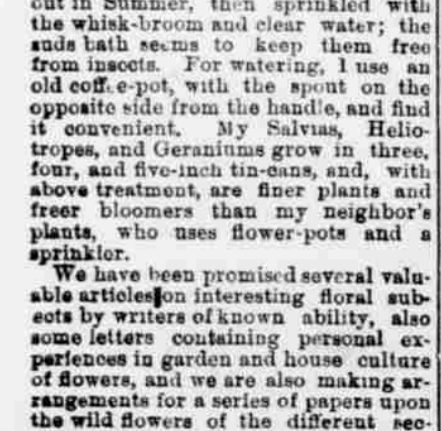 out in Summer, then sprinkled with
the whisk-broom and clear water; the
suds bath seems to keep them free
from insects. For watering, I use an
old coffee-pot, with the spout on the
opposite side from the handle, and find
it convenient. My Salvias, Helio-
tropes, and Geraniums grow in three,
four, and five-inch tin-cans, and, with
above treatment, are finer plants and
freer bloomers than my neighbor's
plants, who uses flower-pots and a
sprinkler.
We have been promised several valu-
able articles on interesting floral sub-
ects by writers of known ability, also
some letters containing personal ex-
periences in garden and house culture
of flowers, and we are also making ar-
rangements for a series of papers upon
the wild flowers of the different sec-